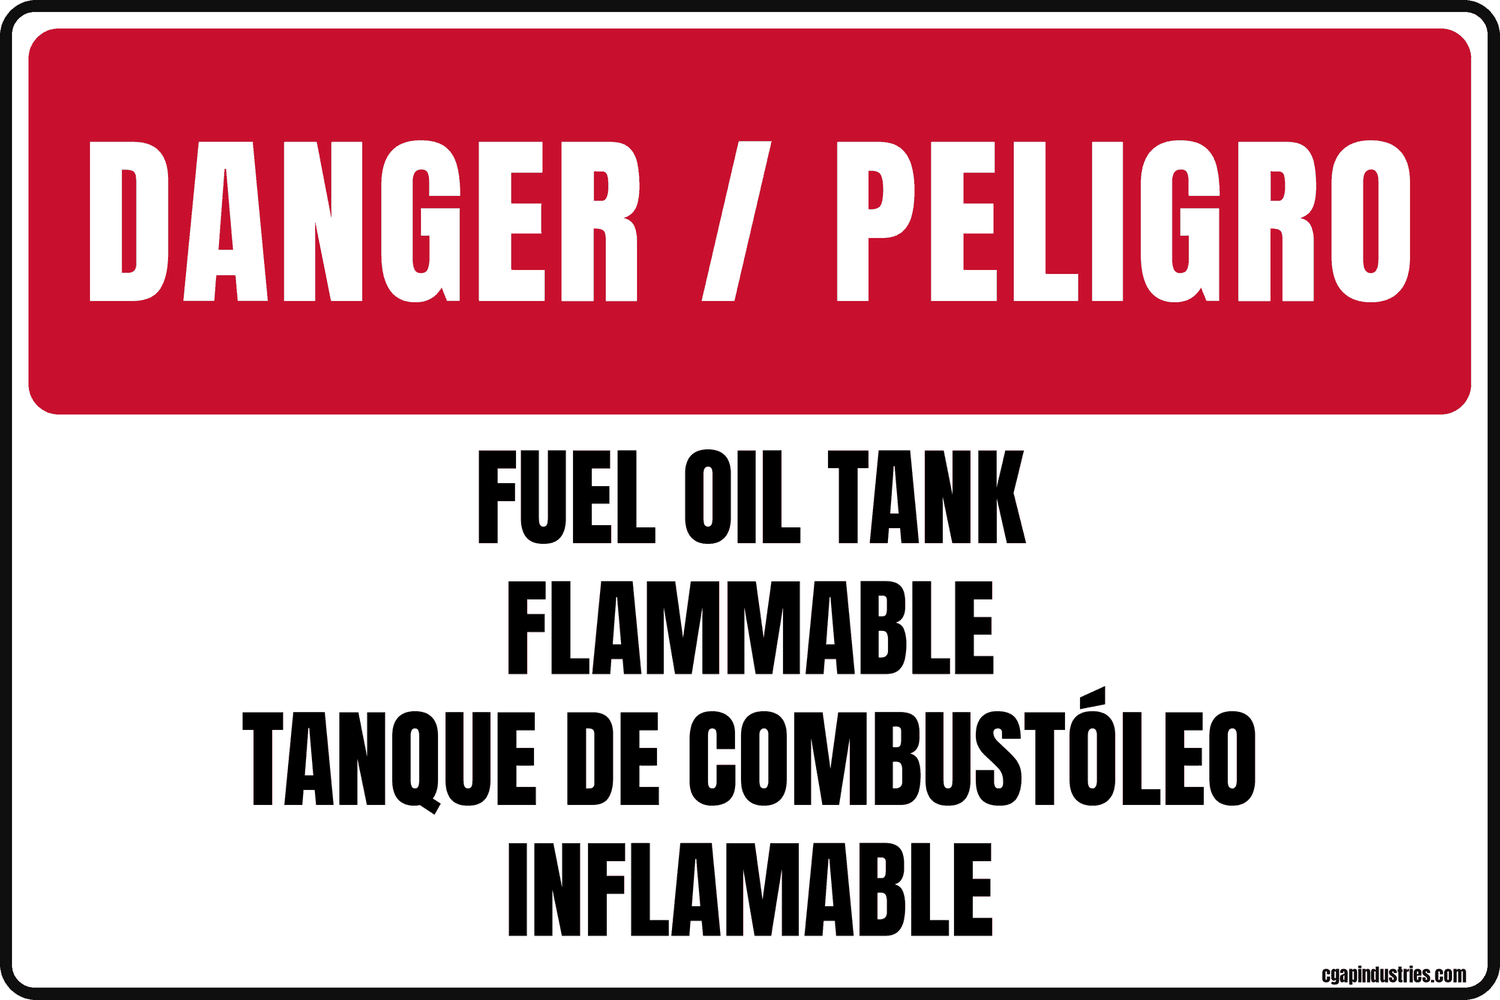 DANGER / PELIGRO
FUEL OIL TANK
FLAMMABLE
TANQUE DE COMBUSTÓLEO
INFLAMABLE
cgapindustries.com